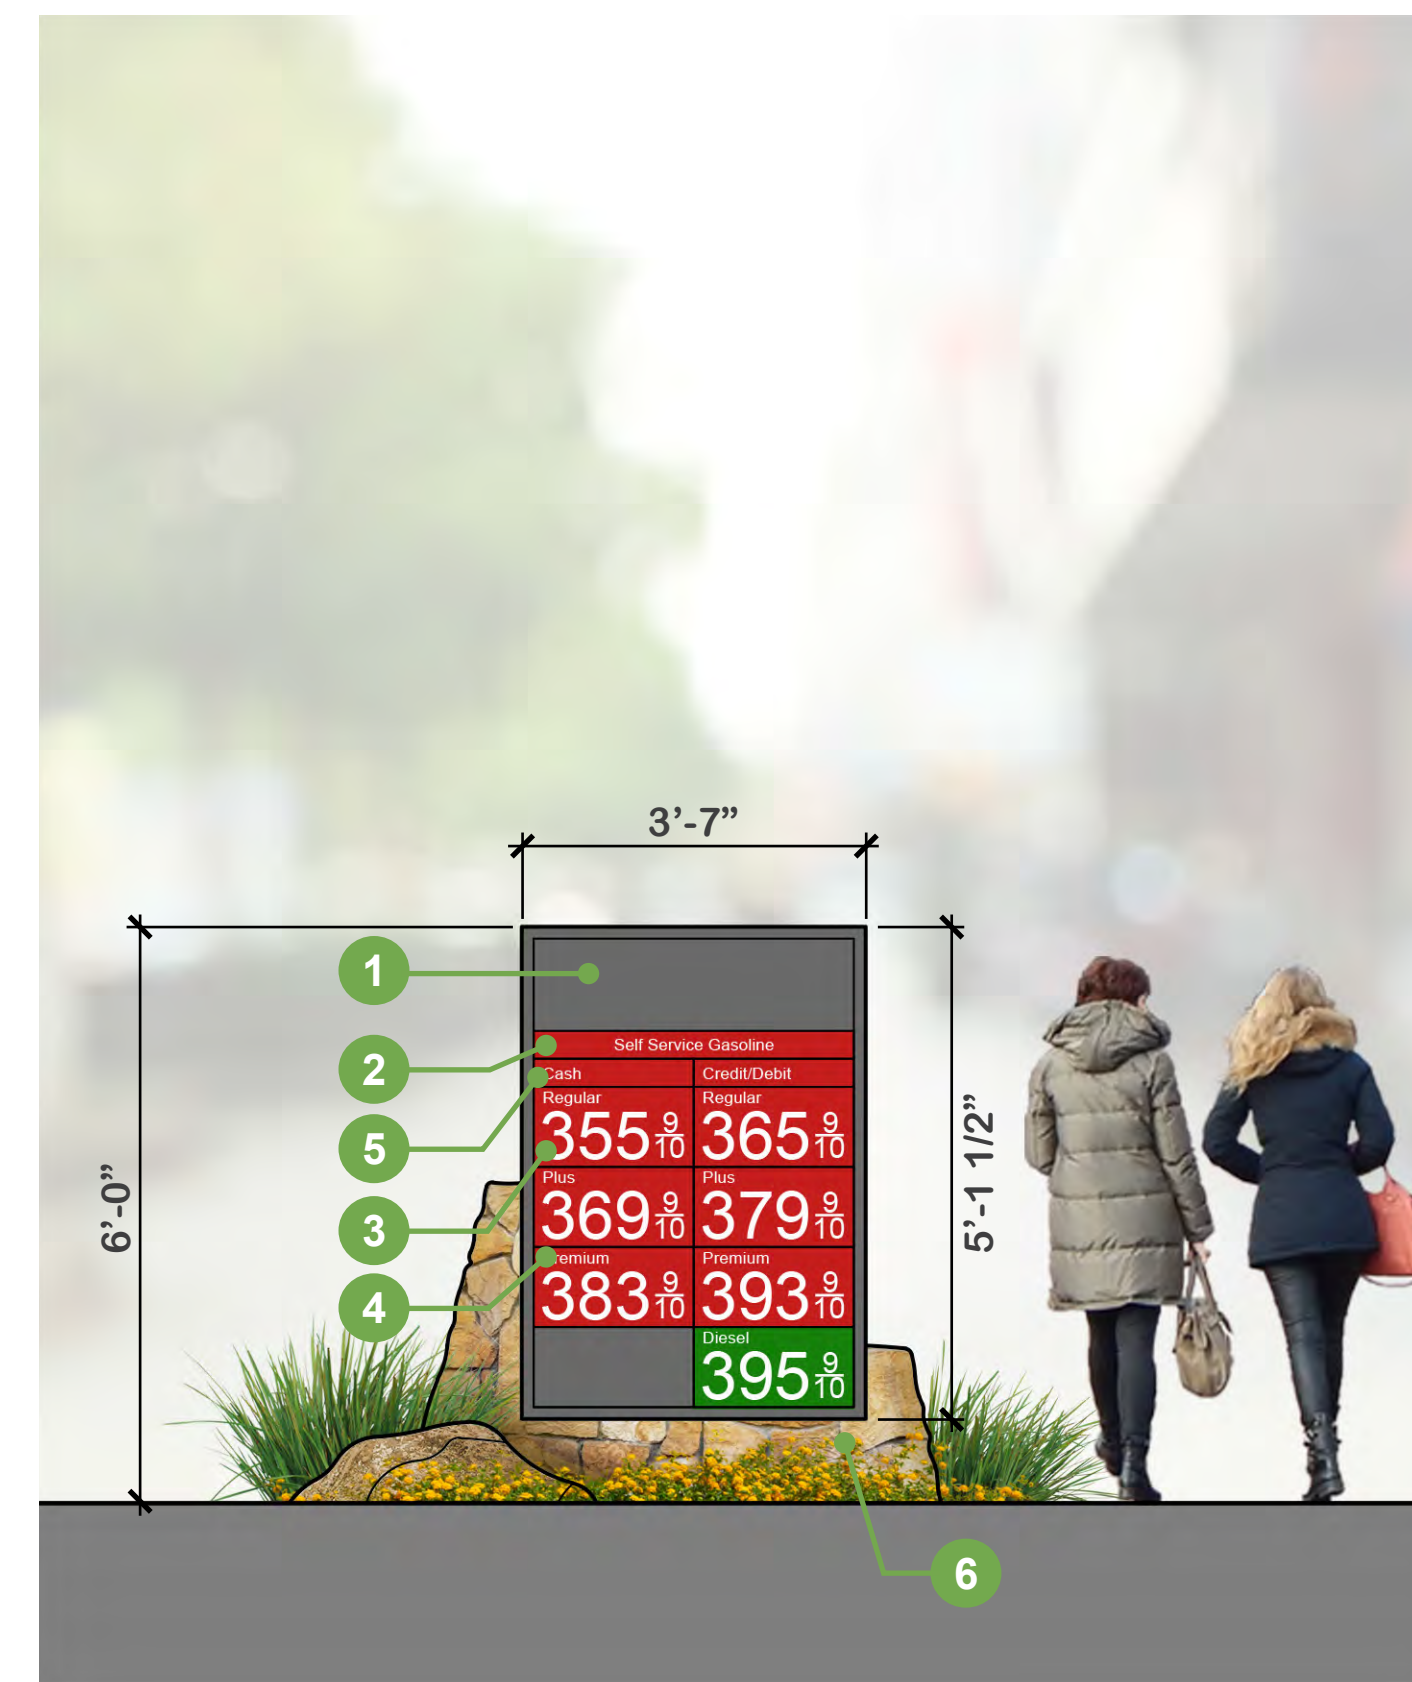 3’-7”
1
2
Self Service Gasoline
5
Cash
Credit/Debit
Regular
Regular
355 9/10
365 9/10
3
Plus
Plus
369 9/10
379 9/10
4
Premium
Premium
383 9/10
393 9/10
Diesel
395 9/10
6’-0”
5’-1 1/2”
6